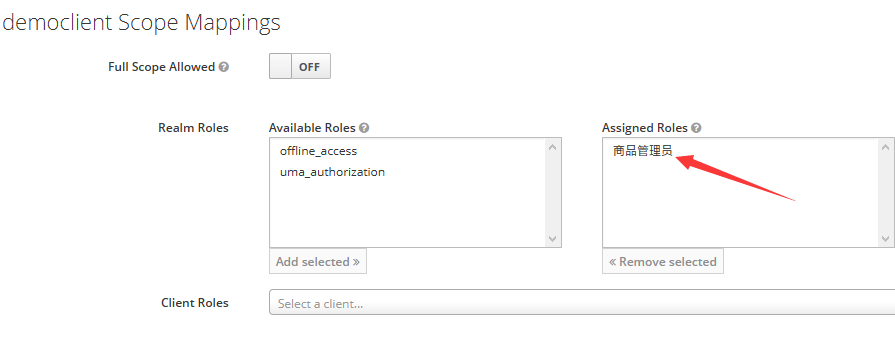 democlient Scope Mappings
Full Scope Allowed
OFF
Realm Roles
Available Roles
Assigned Roles
offline_access
uma_authorization
商品管理员
Add selected »
« Remove selected
Client Roles
Select a client...